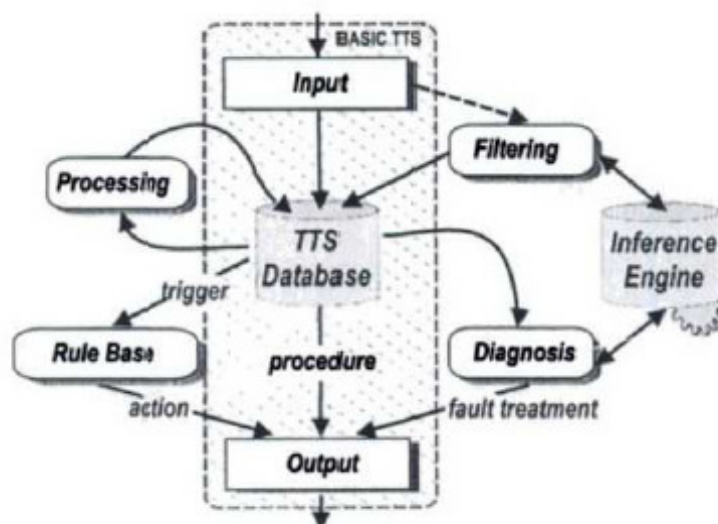 BASIC TTS
Input
Filtering
Processing
TTS
Database
Inference
Engine
trigger
Rule Base
procedure
Diagnosis
action
fault treatment
Output